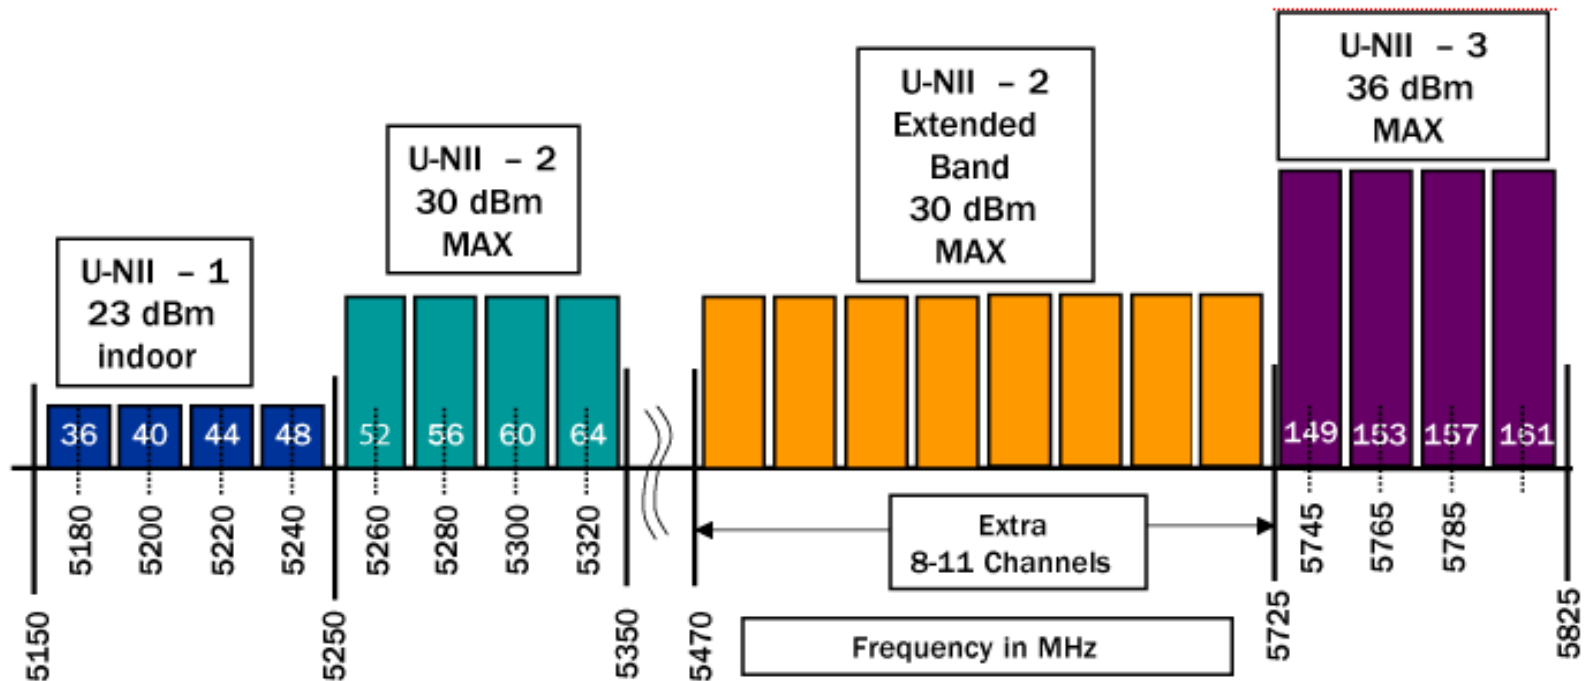 U-NII – 1
23 dBm
indoor
U-NII – 2
30 dBm
MAX
U-NII – 2
Extended
Band
30 dBm
MAX
U-NII – 3
36 dBm
MAX
36 40 44 48 52 56 60 64 149 153 157 161
5180 5200 5220 5240 5260 5280 5300 5320 5745 5765 5785
Extra
8-11 Channels
5150 5250 5350 5470 5725 5825
Frequency in MHz